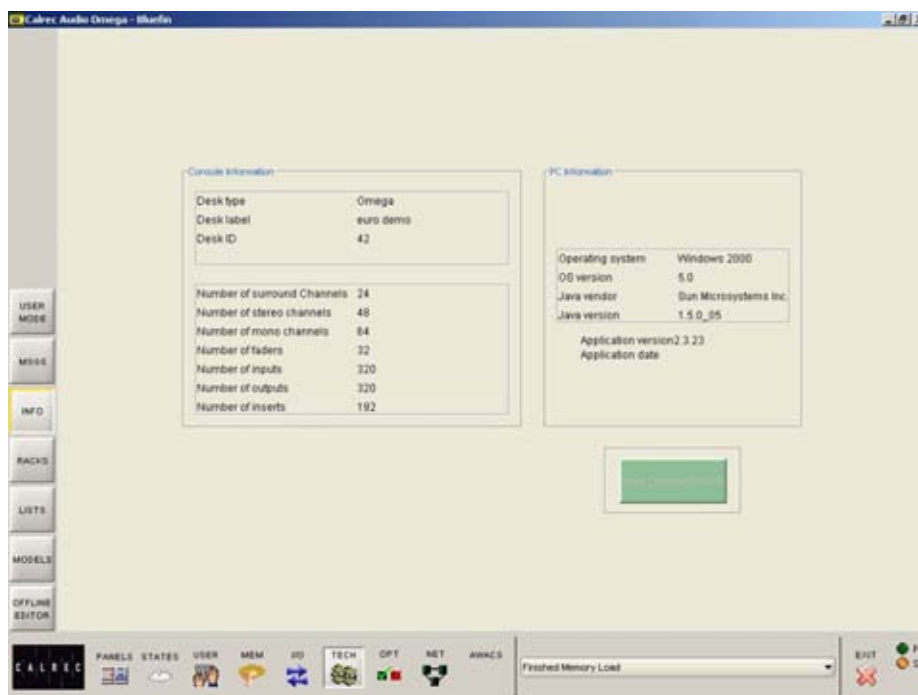 Calrec Audio Omega - Bluefin
Console Information
Desk type Omega
Desk label euro demo
Desk ID 42
Number of surround Channels 24
Number of stereo channels 48
Number of mono channels 64
Number of faders 32
Number of inputs 320
Number of outputs 320
Number of inserts 192
PC Information
Operating system Windows 2000
OS version 5.0
Java vendor Sun Microsystems Inc.
Java version 1.5.0_05
Application version2.3.23
Application date
USER MODE
MSGS
INFO
RACKS
LISTS
MODELS
OFFLINE EDITOR
CALREC
PANELS STATES USER MEM I/O TECH OPT NET AWACS
Finished Memory Load
EXIT